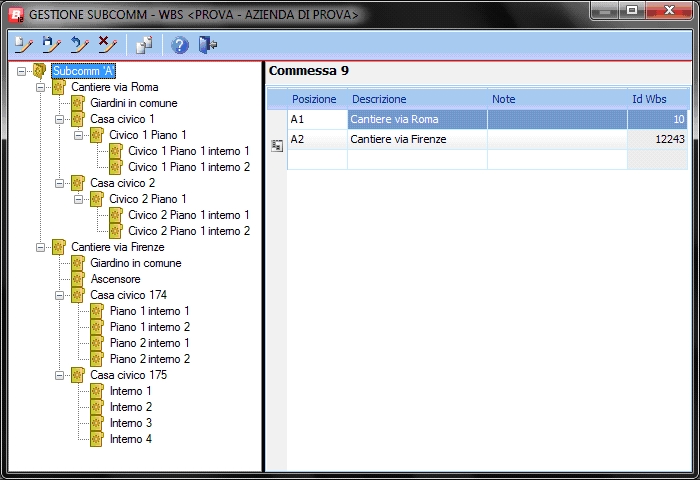 GESTIONE SUBCOMM - WBS <PROVA - AZIENDA DI PROVA>
Subcomm 'A'
Cantiere via Roma
Giardini in comune
Casa civico 1
Civico 1 Piano 1
Civico 1 Piano 1 interno 1
Civico 1 Piano 1 interno 2
Casa civico 2
Civico 2 Piano 1
Civico 2 Piano 1 interno 1
Civico 2 Piano 1 interno 2
Cantiere via Firenze
Giardino in comune
Ascensore
Casa civico 174
Piano 1 interno 1
Piano 1 interno 2
Piano 2 interno 1
Piano 2 interno 2
Casa civico 175
Interno 1
Interno 2
Interno 3
Interno 4
Commessa 9
Posizione Descrizione Note Id Wbs
A1 Cantiere via Roma 10
A2 Cantiere via Firenze 12243